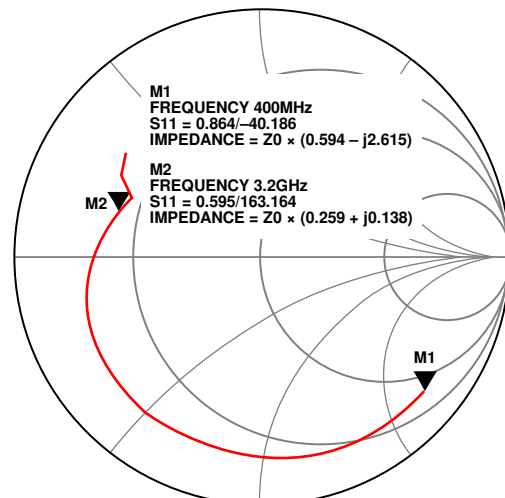 M1
FREQUENCY 400MHz
S11 = 0.864/–40.186
IMPEDANCE = Z0 × (0.594 – j2.615)
M2
FREQUENCY 3.2GHz
S11 = 0.595/163.164
IMPEDANCE = Z0 × (0.259 + j0.138)
M2
M1